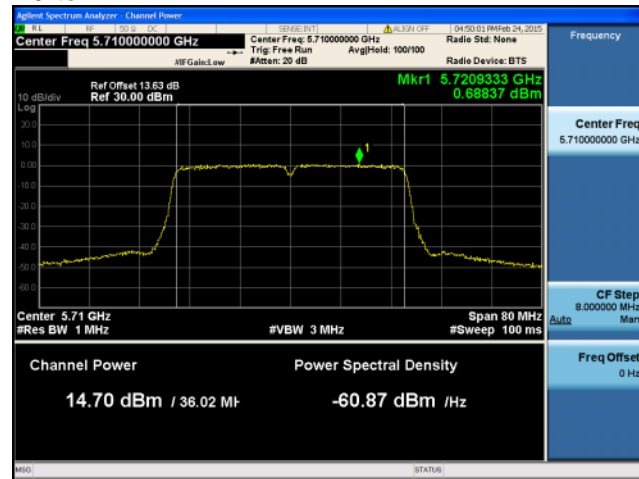 Agilent Spectrum Analyzer - Channel Power
RL RF 50 Ω DC SENSE:INT ALIGN OFF 04:50:01 PM Feb 24, 2015
Center Freq 5.710000000 GHz
Center Freq: 5.710000000 GHz
Radio Std: None
Trig: Free Run Avg|Hold: 100/100
#IFGain:Low #Atten: 20 dB Radio Device: BTS
Frequency
Mkr1 5.7209333 GHz
0.68837 dBm
Ref Offset 13.63 dB
10 dB/div Ref 30.00 dBm
Log
20.0
10.0
0.00
-10.0
-20.0
-30.0
-40.0
-50.0
-60.0
1
Center 5.71 GHz Span 80 MHz
#Res BW 1 MHz #VBW 3 MHz #Sweep 100 ms
Channel Power Power Spectral Density
14.70 dBm / 36.02 MH -60.87 dBm /Hz
Center Freq
5.710000000 GHz
CF Step
8.000000 MHz
Auto Man
Freq Offset
0 Hz
MSG STATUS